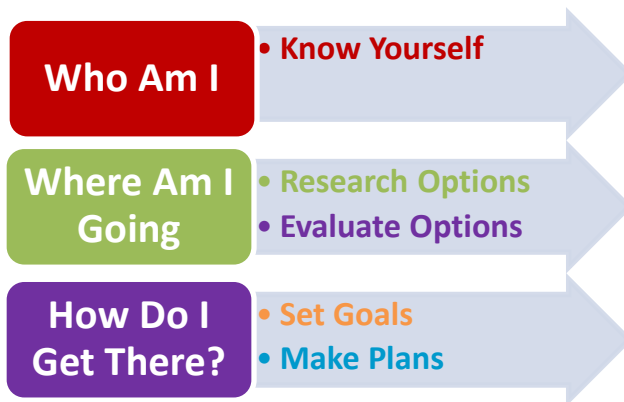 Who Am I
• Know Yourself
Where Am I
Going
• Research Options
• Evaluate Options
How Do I
Get There?
• Set Goals
• Make Plans